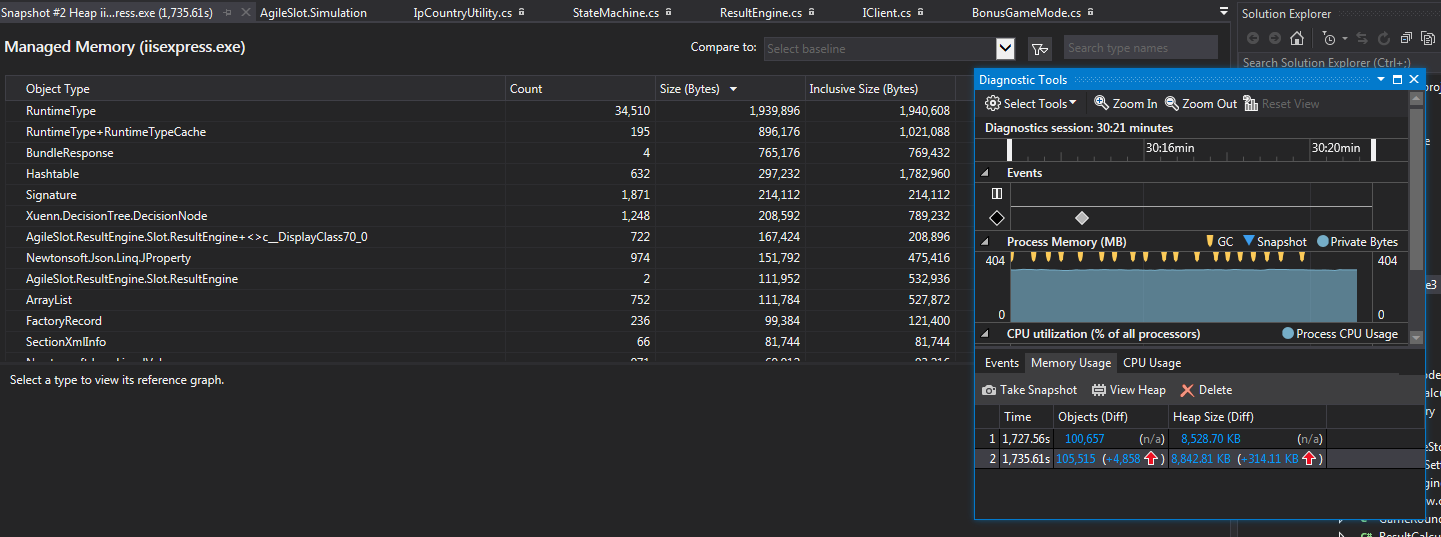 Snapshot #2 Heap ii...ress.exe (1,735.61s) AgileSlot.Simulation IpCountryUtility.cs StateMachine.cs ResultEngine.cs IClient.cs BonusGameMode.cs
Managed Memory (iisexpress.exe)
Compare to: Select baseline Search type names
Object Type Count Size (Bytes) Inclusive Size (Bytes)
RuntimeType 34,510 1,939,896 1,940,608
RuntimeType+RuntimeTypeCache 195 896,176 1,021,088
BundleResponse 4 765,176 769,432
Hashtable 632 297,232 1,782,960
Signature 1,871 214,112 214,112
Xuenn.DecisionTree.DecisionNode 1,248 208,592 789,232
AgileSlot.ResultEngine.Slot.ResultEngine+<>c__DisplayClass70_0 722 167,424 208,896
Newtonsoft.Json.Linq.JProperty 974 151,792 475,416
AgileSlot.ResultEngine.Slot.ResultEngine 2 111,952 532,936
ArrayList 752 111,784 527,872
FactoryRecord 236 99,384 121,400
SectionXmlInfo 66 81,744 81,744
Select a type to view its reference graph.
Solution Explorer
Search Solution Explorer (Ctrl+;)
Diagnostic Tools
Select Tools Zoom In Zoom Out Reset View
Diagnostics session: 30:21 minutes
30:16min 30:20min
Events
Process Memory (MB) GC Snapshot Private Bytes
404 404
0 0
CPU utilization (% of all processors) Process CPU Usage
Events Memory Usage CPU Usage
Take Snapshot View Heap Delete
Time Objects (Diff) Heap Size (Diff)
1 1,727.56s 100,657 (n/a) 8,528.70 KB (n/a)
2 1,735.61s 105,515 (+4,858 ) 8,842.81 KB (+314.11 KB )
GameRound
ResultCalcu